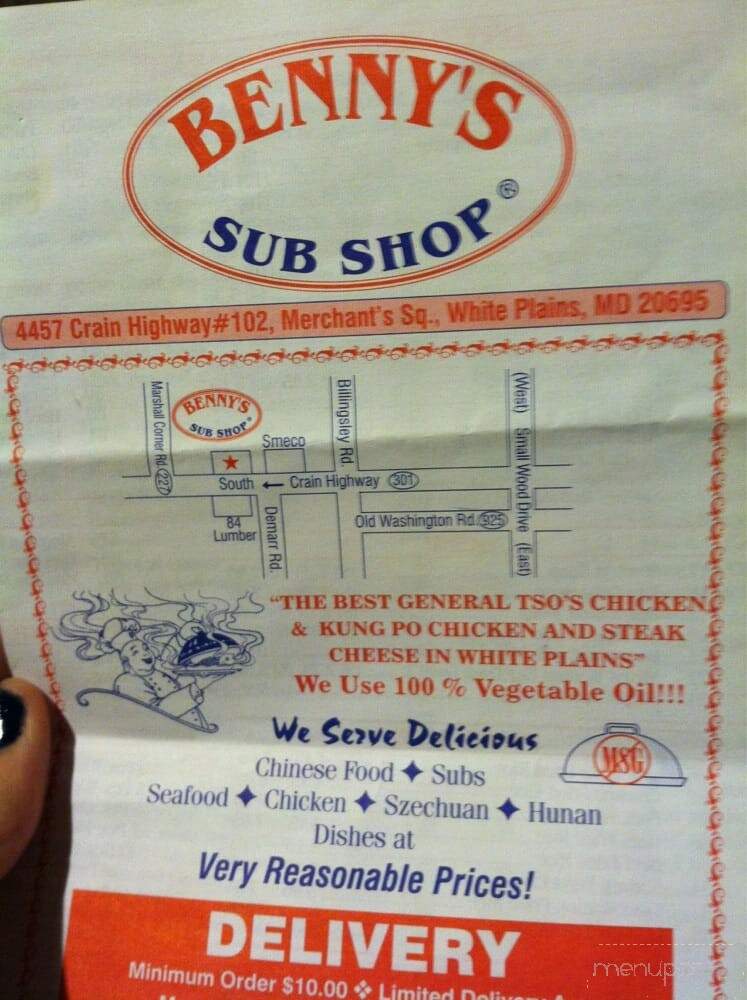 BENNY'S
SUB SHOP®
4457 Crain Highway#102, Merchant's Sq., White Plains, MD 20695
Marshall Corner Rd. 227
BENNY'S
SUB SHOP®
Smeco
Billingsley Rd.
(West) Small Wood Drive (East)
South ← Crain Highway 301
84
Lumber
Demarr Rd.
Old Washington Rd. 925
“THE BEST GENERAL TSO'S CHICKEN
& KUNG PO CHICKEN AND STEAK
CHEESE IN WHITE PLAINS”
We Use 100 % Vegetable Oil!!!
We Serve Delicious
MSG
Chinese Food ✦ Subs
Seafood ✦ Chicken ✦ Szechuan ✦ Hunan
Dishes at
Very Reasonable Prices!
DELIVERY
Minimum Order $10.00 ❖ Limited Delivery